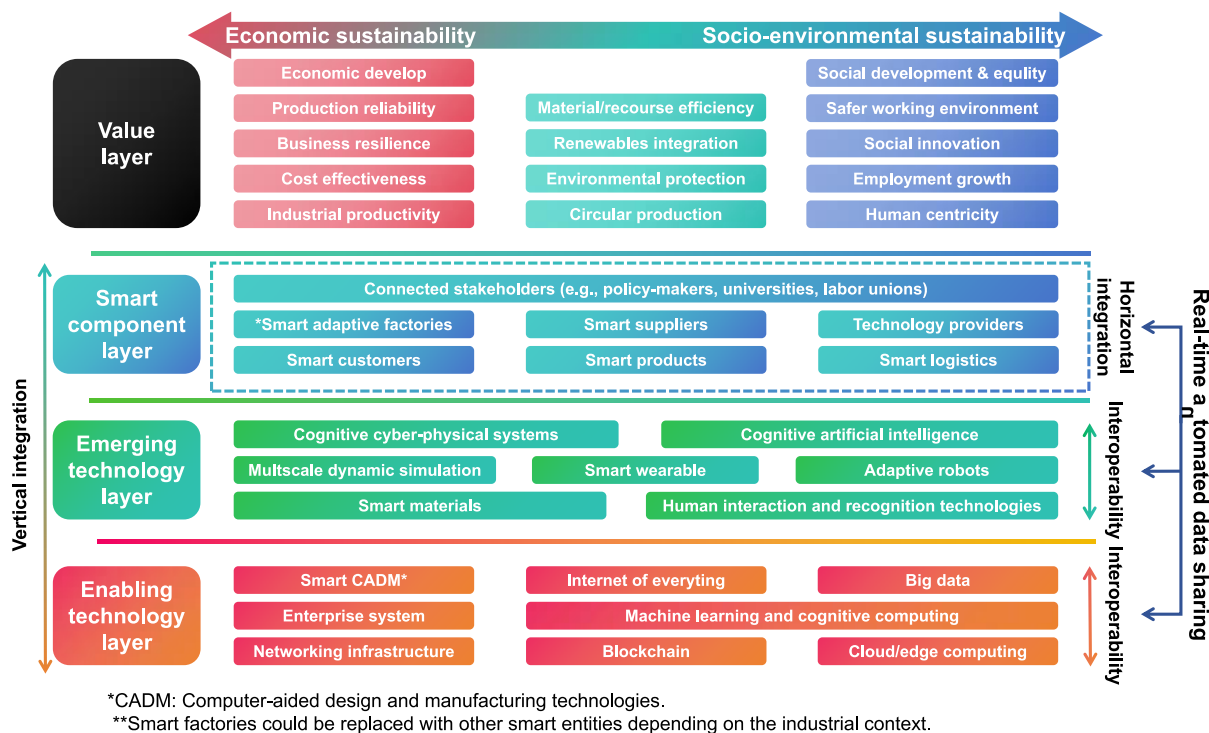 Economic sustainability
Socio-environmental sustainability
Value
layer
Economic develop
Production reliability
Business resilience
Cost effectiveness
Industrial productivity
Material/recourse efficiency
Renewables integration
Environmental protection
Circular production
Social development & equlity
Safer working environment
Social innovation
Employment growth
Human centricity
Vertical integration
Smart
component
layer
Connected stakeholders (e.g., policy-makers, universities, labor unions)
*Smart adaptive factories
Smart suppliers
Technology providers
Smart customers
Smart products
Smart logistics
Horizontal
integration
Emerging
technology
layer
Cognitive cyber-physical systems
Cognitive artificial intelligence
Multscale dynamic simulation
Smart wearable
Adaptive robots
Smart materials
Human interaction and recognition technologies
Interoperability
Enabling
technology
layer
Smart CADM*
Internet of everyting
Big data
Enterprise system
Machine learning and cognitive computing
Networking infrastructure
Blockchain
Cloud/edge computing
Interoperability
Real-time a tomated data sharing
u
*CADM: Computer-aided design and manufacturing technologies.
**Smart factories could be replaced with other smart entities depending on the industrial context.